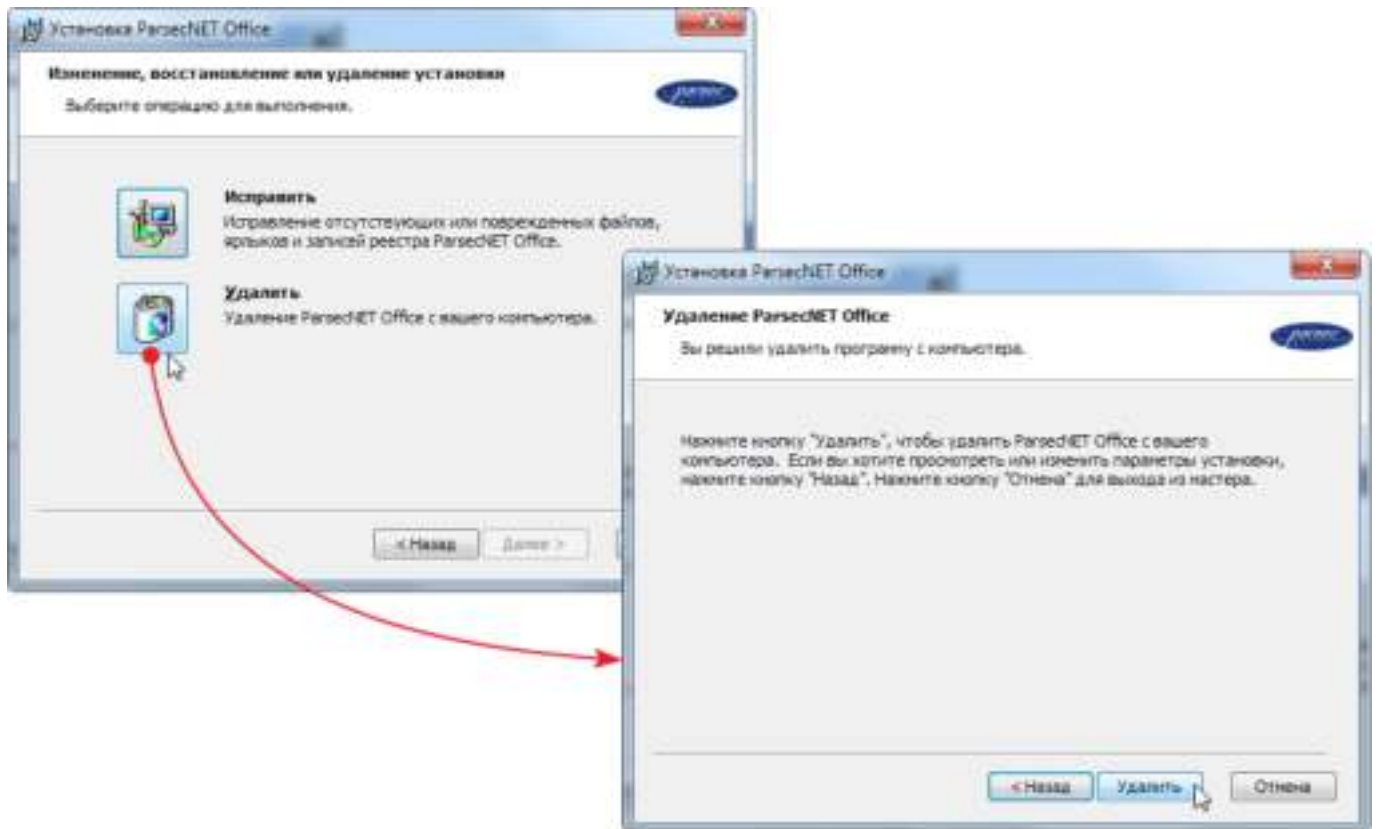 Установка ParsecNET Office
Изменение, восстановление или удаление установки
Выберите операцию для выполнения.
parsec
Исправить
Исправление отсутствующих или поврежденных файлов,
ярлыков и записей реестра ParsecNET Office.
Удалить
Удаление ParsecNET Office с вашего компьютера.
< Назад
Далее >
Установка ParsecNET Office
Удаление ParsecNET Office
Вы решили удалить программу с компьютера.
parsec
Нажмите кнопку "Удалить", чтобы удалить ParsecNET Office с вашего
компьютера. Если вы хотите просмотреть или изменить параметры установки,
нажмите кнопку "Назад". Нажмите кнопку "Отмена" для выхода из мастера.
< Назад
Удалить
Отмена